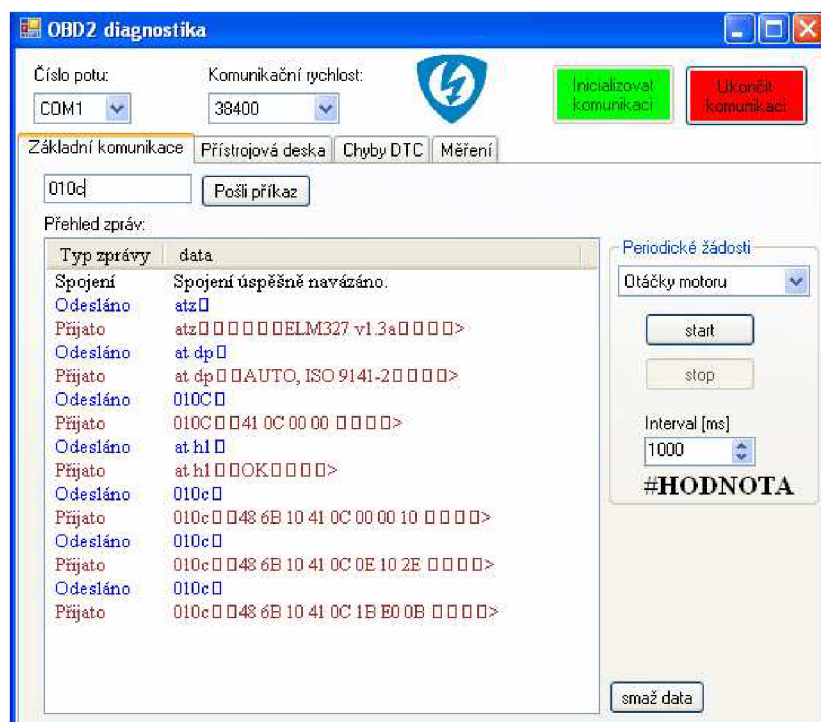 OBD2 diagnostika
Číslo potu: Komunikační rychlost:
COM1 38400 Inicializovat komunikaci Ukončit komunikaci
Základní komunikace Přístrojová deska Chyby DTC Měření
010c Pošli příkaz
Přehled zpráv:
Typ zprávy data
Spojení Spojení úspěšně navázáno.
Odesláno atz□
Přijato atz□□□□□□ELM327 v1.3a□□□□>
Odesláno at dp□
Přijato at dp□□AUTO, ISO 9141-2□□□□>
Odesláno 010C□
Přijato 010C□□41 0C 00 00 □□□□>
Odesláno at h1□
Přijato at h1□□OK□□□□>
Odesláno 010c□
Přijato 010c□□48 6B 10 41 0C 00 00 10 □□□□>
Odesláno 010c□
Přijato 010c□□48 6B 10 41 0C 0E 10 2E □□□□>
Odesláno 010c□
Přijato 010c□□48 6B 10 41 0C 1B E0 0B □□□□>
Periodické žádosti
Otáčky motoru
start
stop
Interval [ms]
1000
#HODNOTA
smaž data